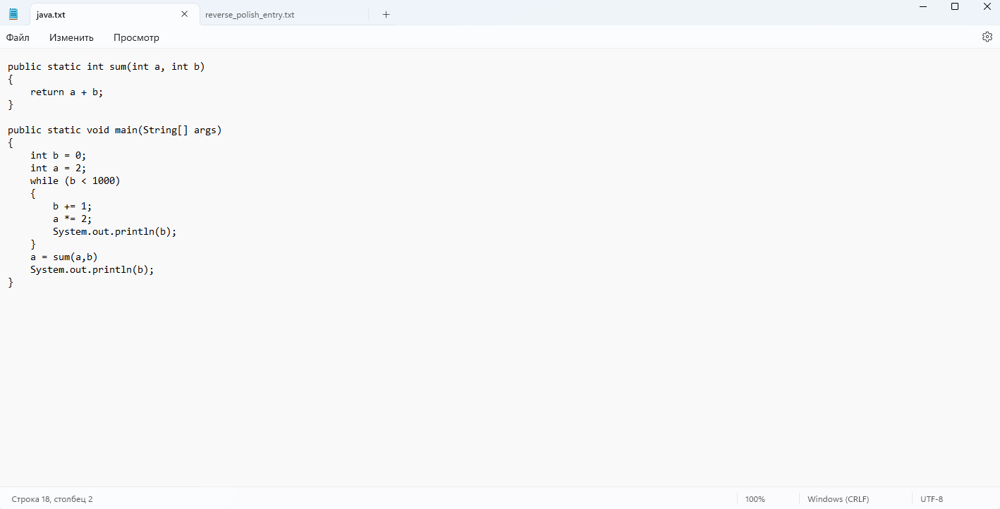 java.txt
reverse_polish_entry.txt
Файл Изменить Просмотр
public static int sum(int a, int b)
{
    return a + b;
}

public static void main(String[] args)
{
    int b = 0;
    int a = 2;
    while (b < 1000)
    {
        b += 1;
        a *= 2;
        System.out.println(b);
    }
    a = sum(a,b)
    System.out.println(b);
}
Строка 18, столбец 2
100%
Windows (CRLF)
UTF-8